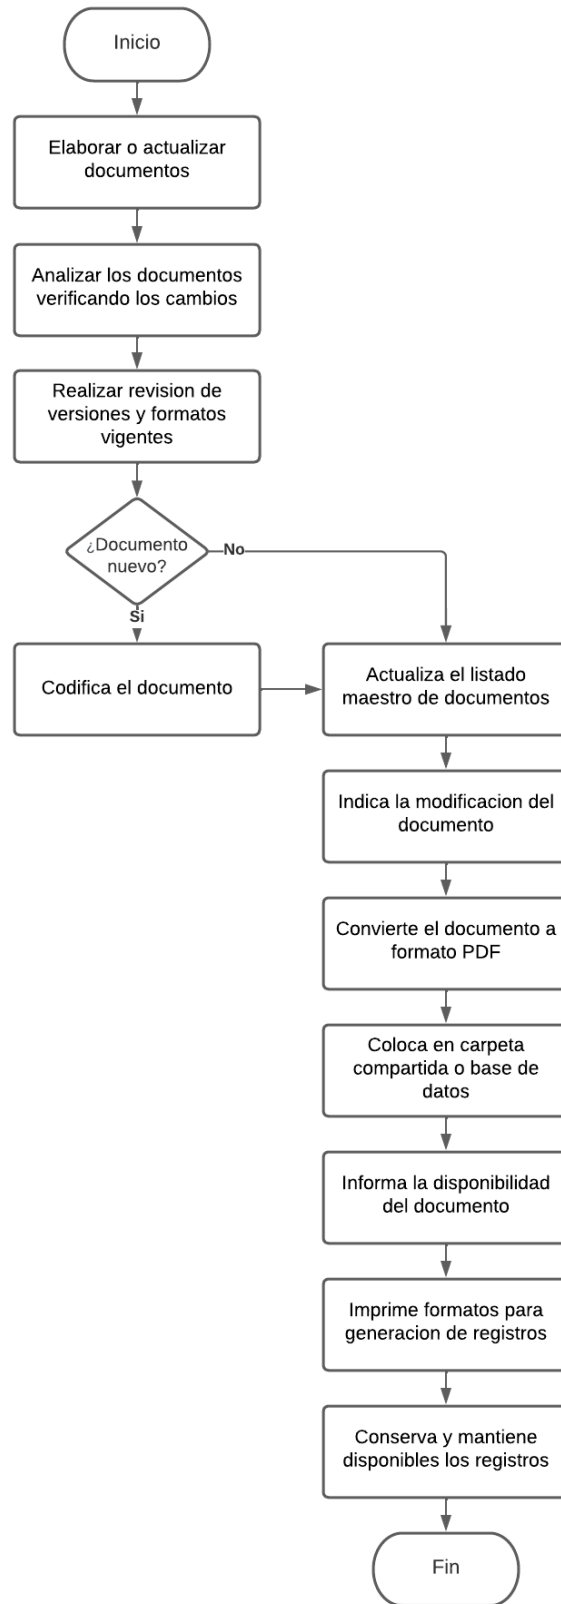 Inicio
Elaborar o actualizar
documentos
Analizar los documentos
verificando los cambios
Realizar revision de
versiones y formatos
vigentes
¿Documento
nuevo?
No
Si
Codifica el documento
Actualiza el listado
maestro de documentos
Indica la modificacion del
documento
Convierte el documento a
formato PDF
Coloca en carpeta
compartida o base de
datos
Informa la disponibilidad
del documento
Imprime formatos para
generacion de registros
Conserva y mantiene
disponibles los registros
Fin